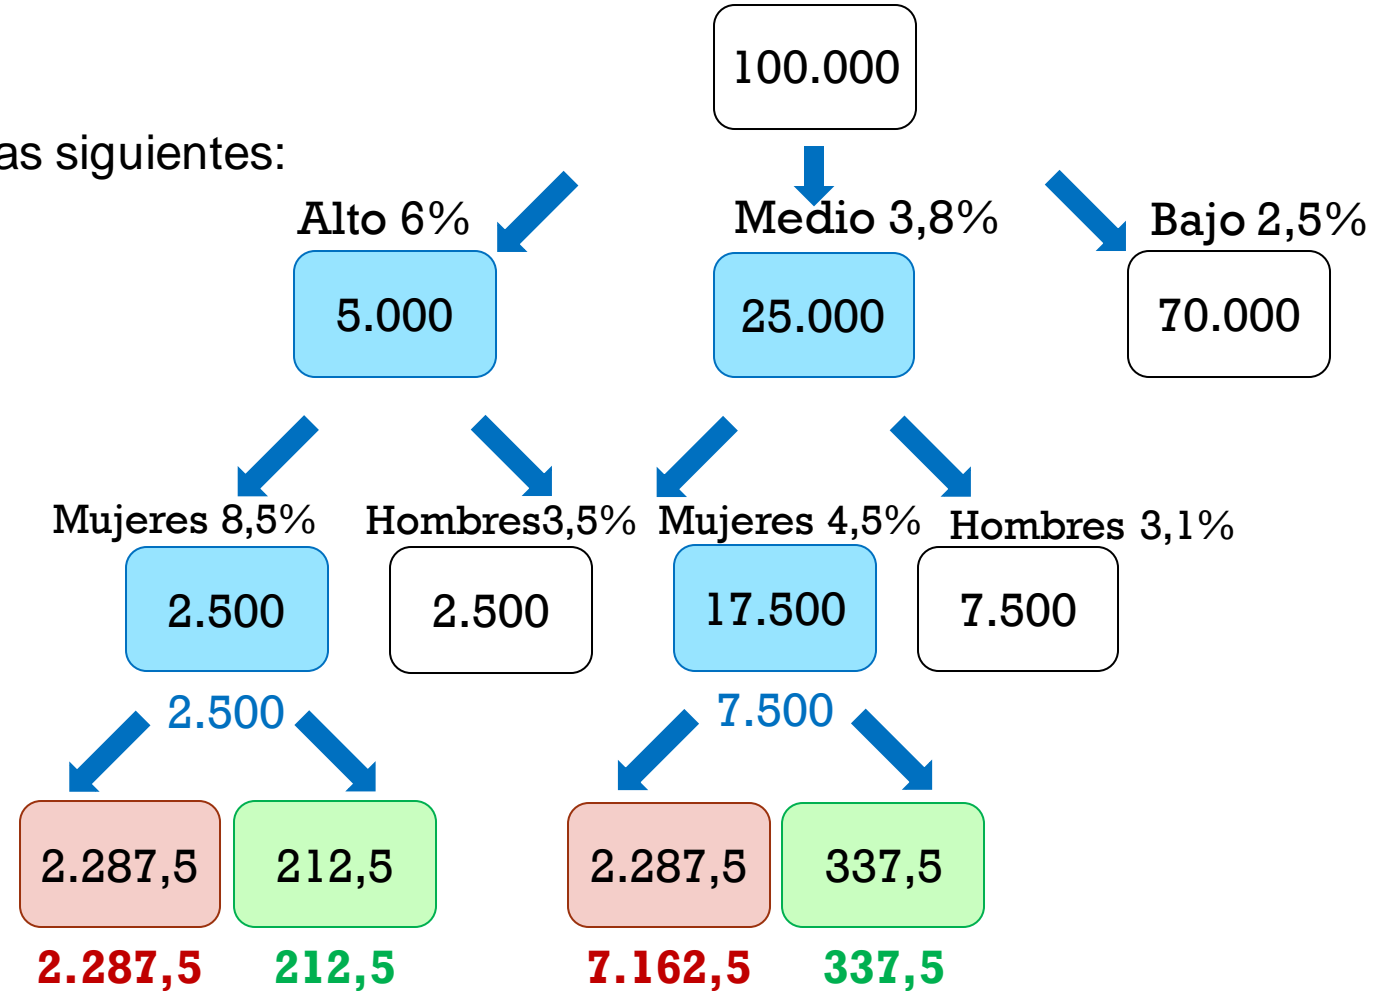 100.000
as siguientes:
Alto 6%
Medio 3,8%
Bajo 2,5%
5.000
25.000
70.000
Mujeres 8,5%
Hombres3,5%
Mujeres 4,5%
Hombres 3,1%
2.500
2.500
17.500
7.500
2.500
7.500
2.287,5
212,5
2.287,5
337,5
2.287,5
212,5
7.162,5
337,5